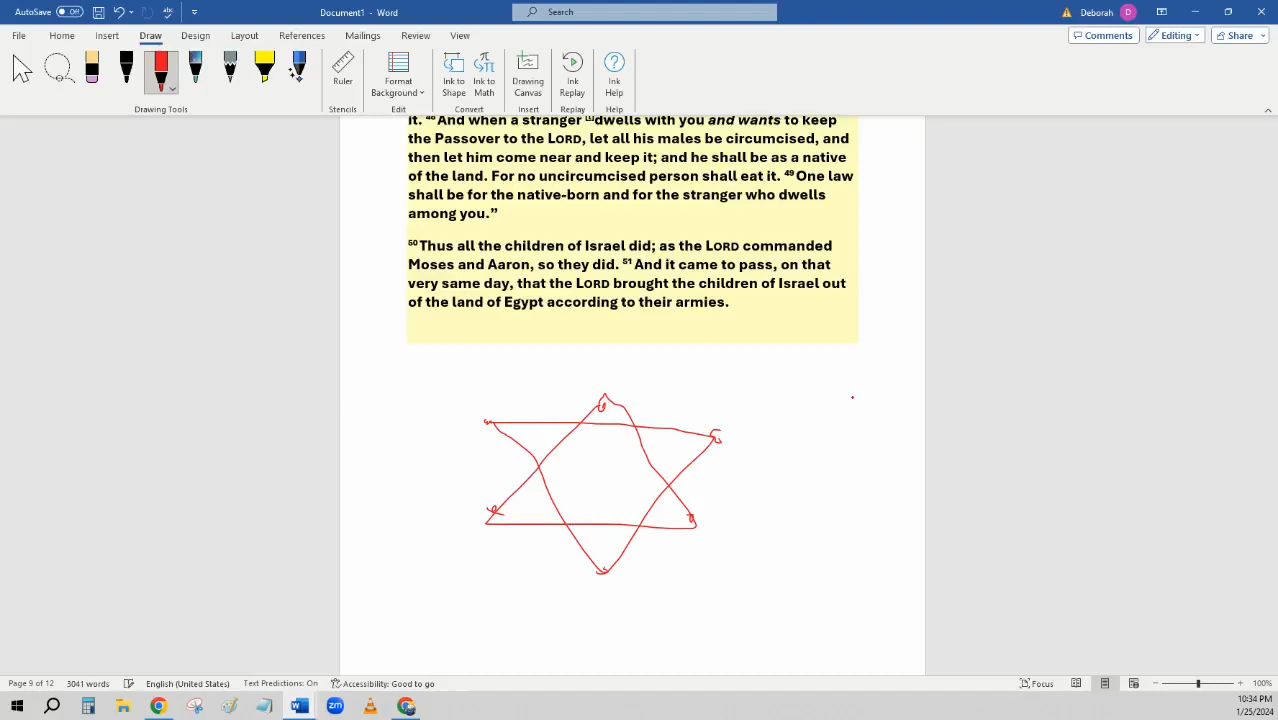 AutoSave Off Document1 - Word Search Deborah D
File Home Insert Draw Design Layout References Mailings Review View Comments Editing Share
Ruler Format Background Ink to Shape Ink to Math Drawing Canvas Ink Replay Ink Help
Drawing Tools Stencils Edit Convert Insert Replay Help
it. 48 And when a stranger dwells with you and wants to keep
the Passover to the LORD, let all his males be circumcised, and
then let him come near and keep it; and he shall be as a native
of the land. For no uncircumcised person shall eat it. 49 One law
shall be for the native-born and for the stranger who dwells
among you.”
50 Thus all the children of Israel did; as the LORD commanded
Moses and Aaron, so they did. 51 And it came to pass, on that
very same day, that the LORD brought the children of Israel out
of the land of Egypt according to their armies.
Page 9 of 12 3041 words English (United States) Text Predictions: On Accessibility: Good to go Focus 100%
zm
10:34 PM
1/25/2024